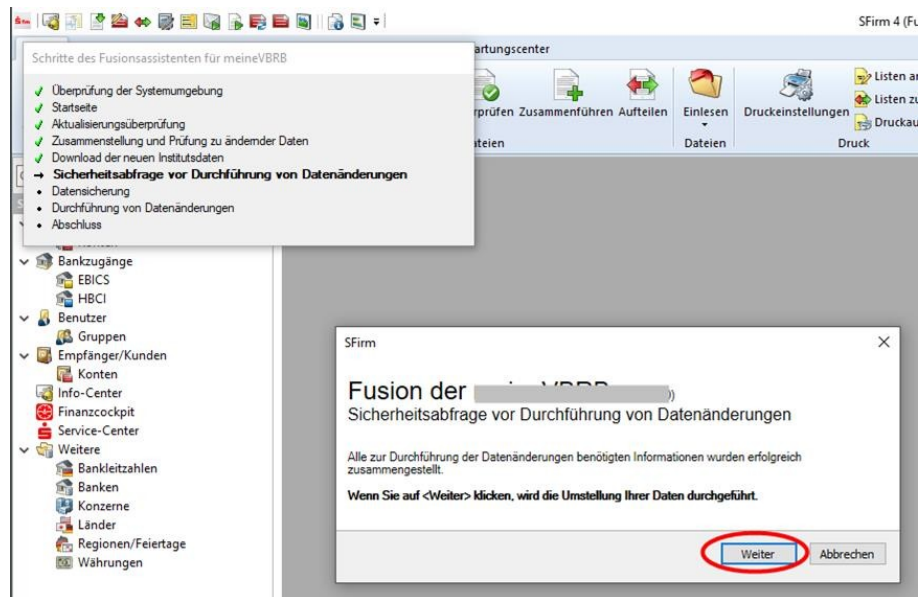 SFirm 4 (Fu
Schritte des Fusionsassistenten für meineVBRB
Überprüfung der Systemumgebung
Startseite
Aktualisierungsüberprüfung
Zusammenstellung und Prüfung zu ändernder Daten
Download der neuen Institutsdaten
→ Sicherheitsabfrage vor Durchführung von Datenänderungen
• Datensicherung
• Durchführung von Datenänderungen
• Abschluss
artungscenter
rprüfen Zusammenführen Aufteilen
Einlesen
Druckeinstellungen
Listen an
Listen zu
Druckau
ateien
Dateien
Druck
Bankzugänge
EBICS
HBCI
Benutzer
Gruppen
Empfänger/Kunden
Konten
Info-Center
Finanzcockpit
Service-Center
Weitere
Bankleitzahlen
Banken
Konzerne
Länder
Regionen/Feiertage
Währungen
SFirm
Fusion der
Sicherheitsabfrage vor Durchführung von Datenänderungen
Alle zur Durchführung der Datenänderungen benötigten Informationen wurden erfolgreich
zusammengestellt.
Wenn Sie auf <Weiter> klicken, wird die Umstellung Ihrer Daten durchgeführt.
Weiter
Abbrechen